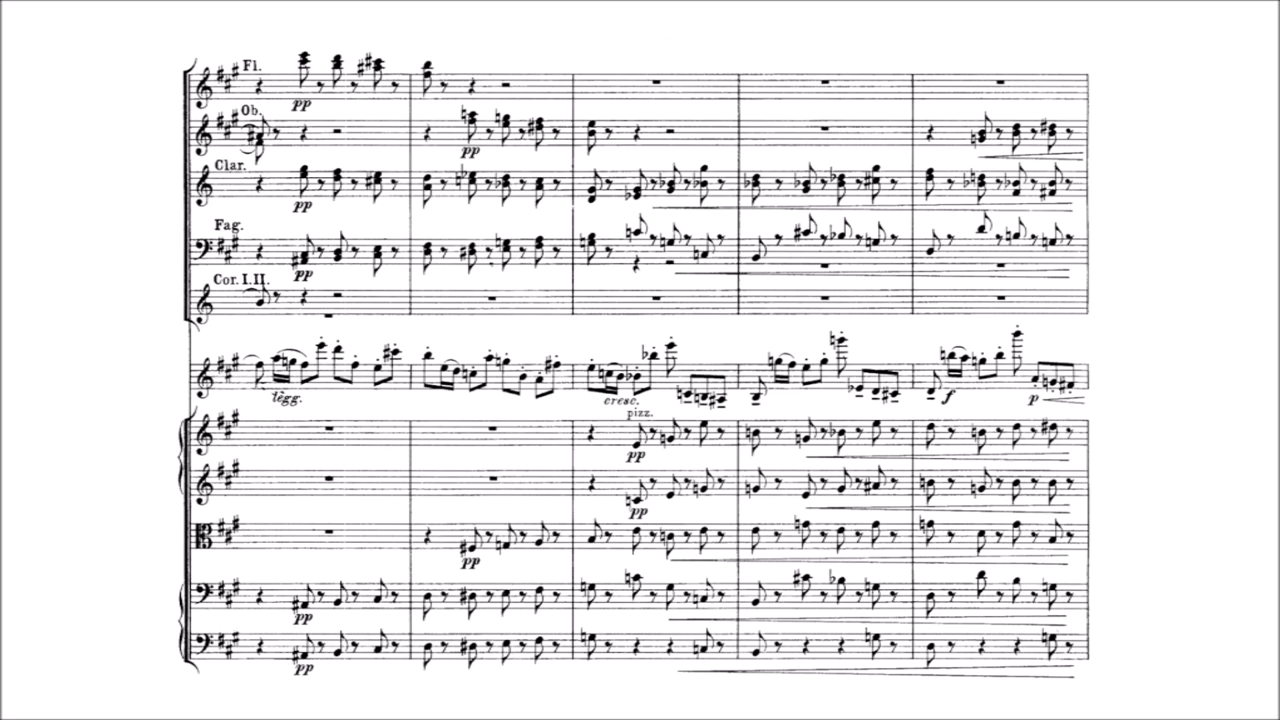 Fl.
pp
Ob.
pp
Clar.
pp
Fag.
pp
Cor. I. II.
legg.
cresc.
f
p
pizz.
pp
pp
pp
pp
pp